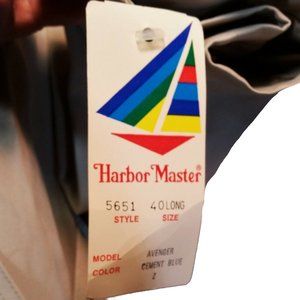 Harbor Master®
5651 40LONG
STYLE SIZE
MODEL AVENGER
COLOR CEMENT BLUE